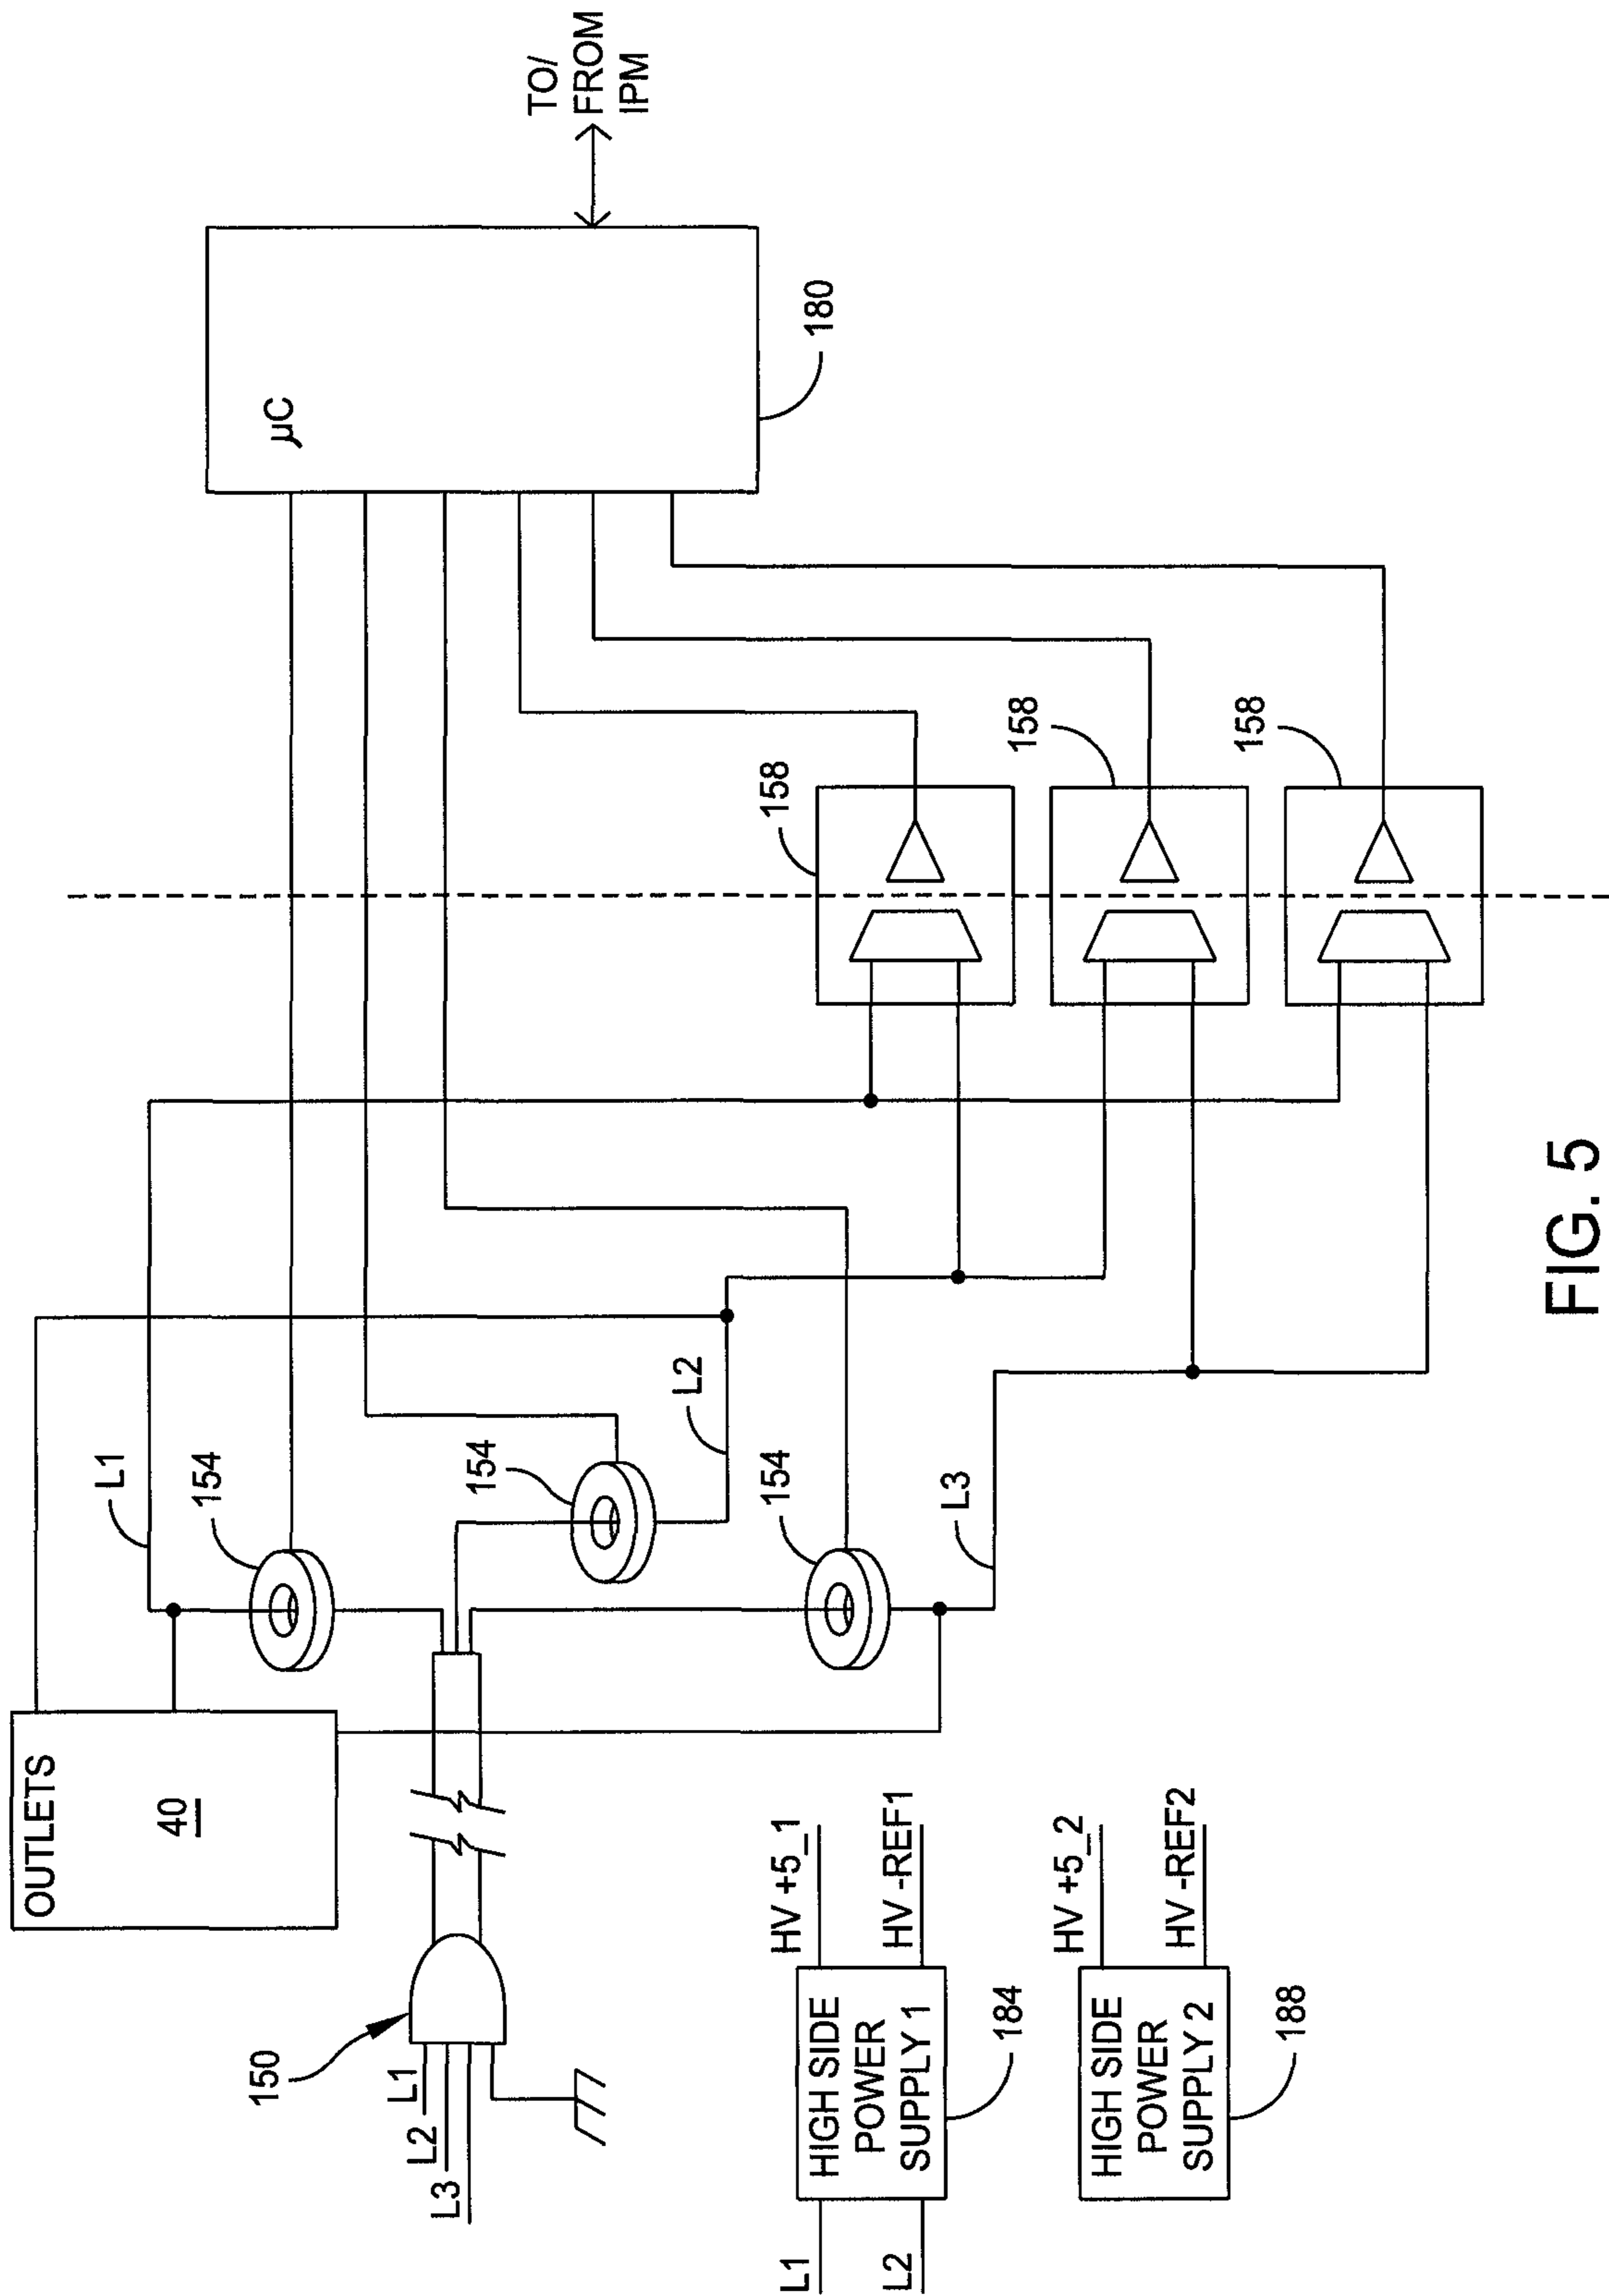 OUTLETS
40
L1
154
154
L2
154
L3
150
L1
L2
L3
µC
180
TO/
FROM
IPM
158
158
158
L1
L2
HIGH SIDE
POWER
SUPPLY 1
HV +5_1
HV -REF1
184
HIGH SIDE
POWER
SUPPLY 2
HV +5_2
HV -REF2
188
FIG. 5